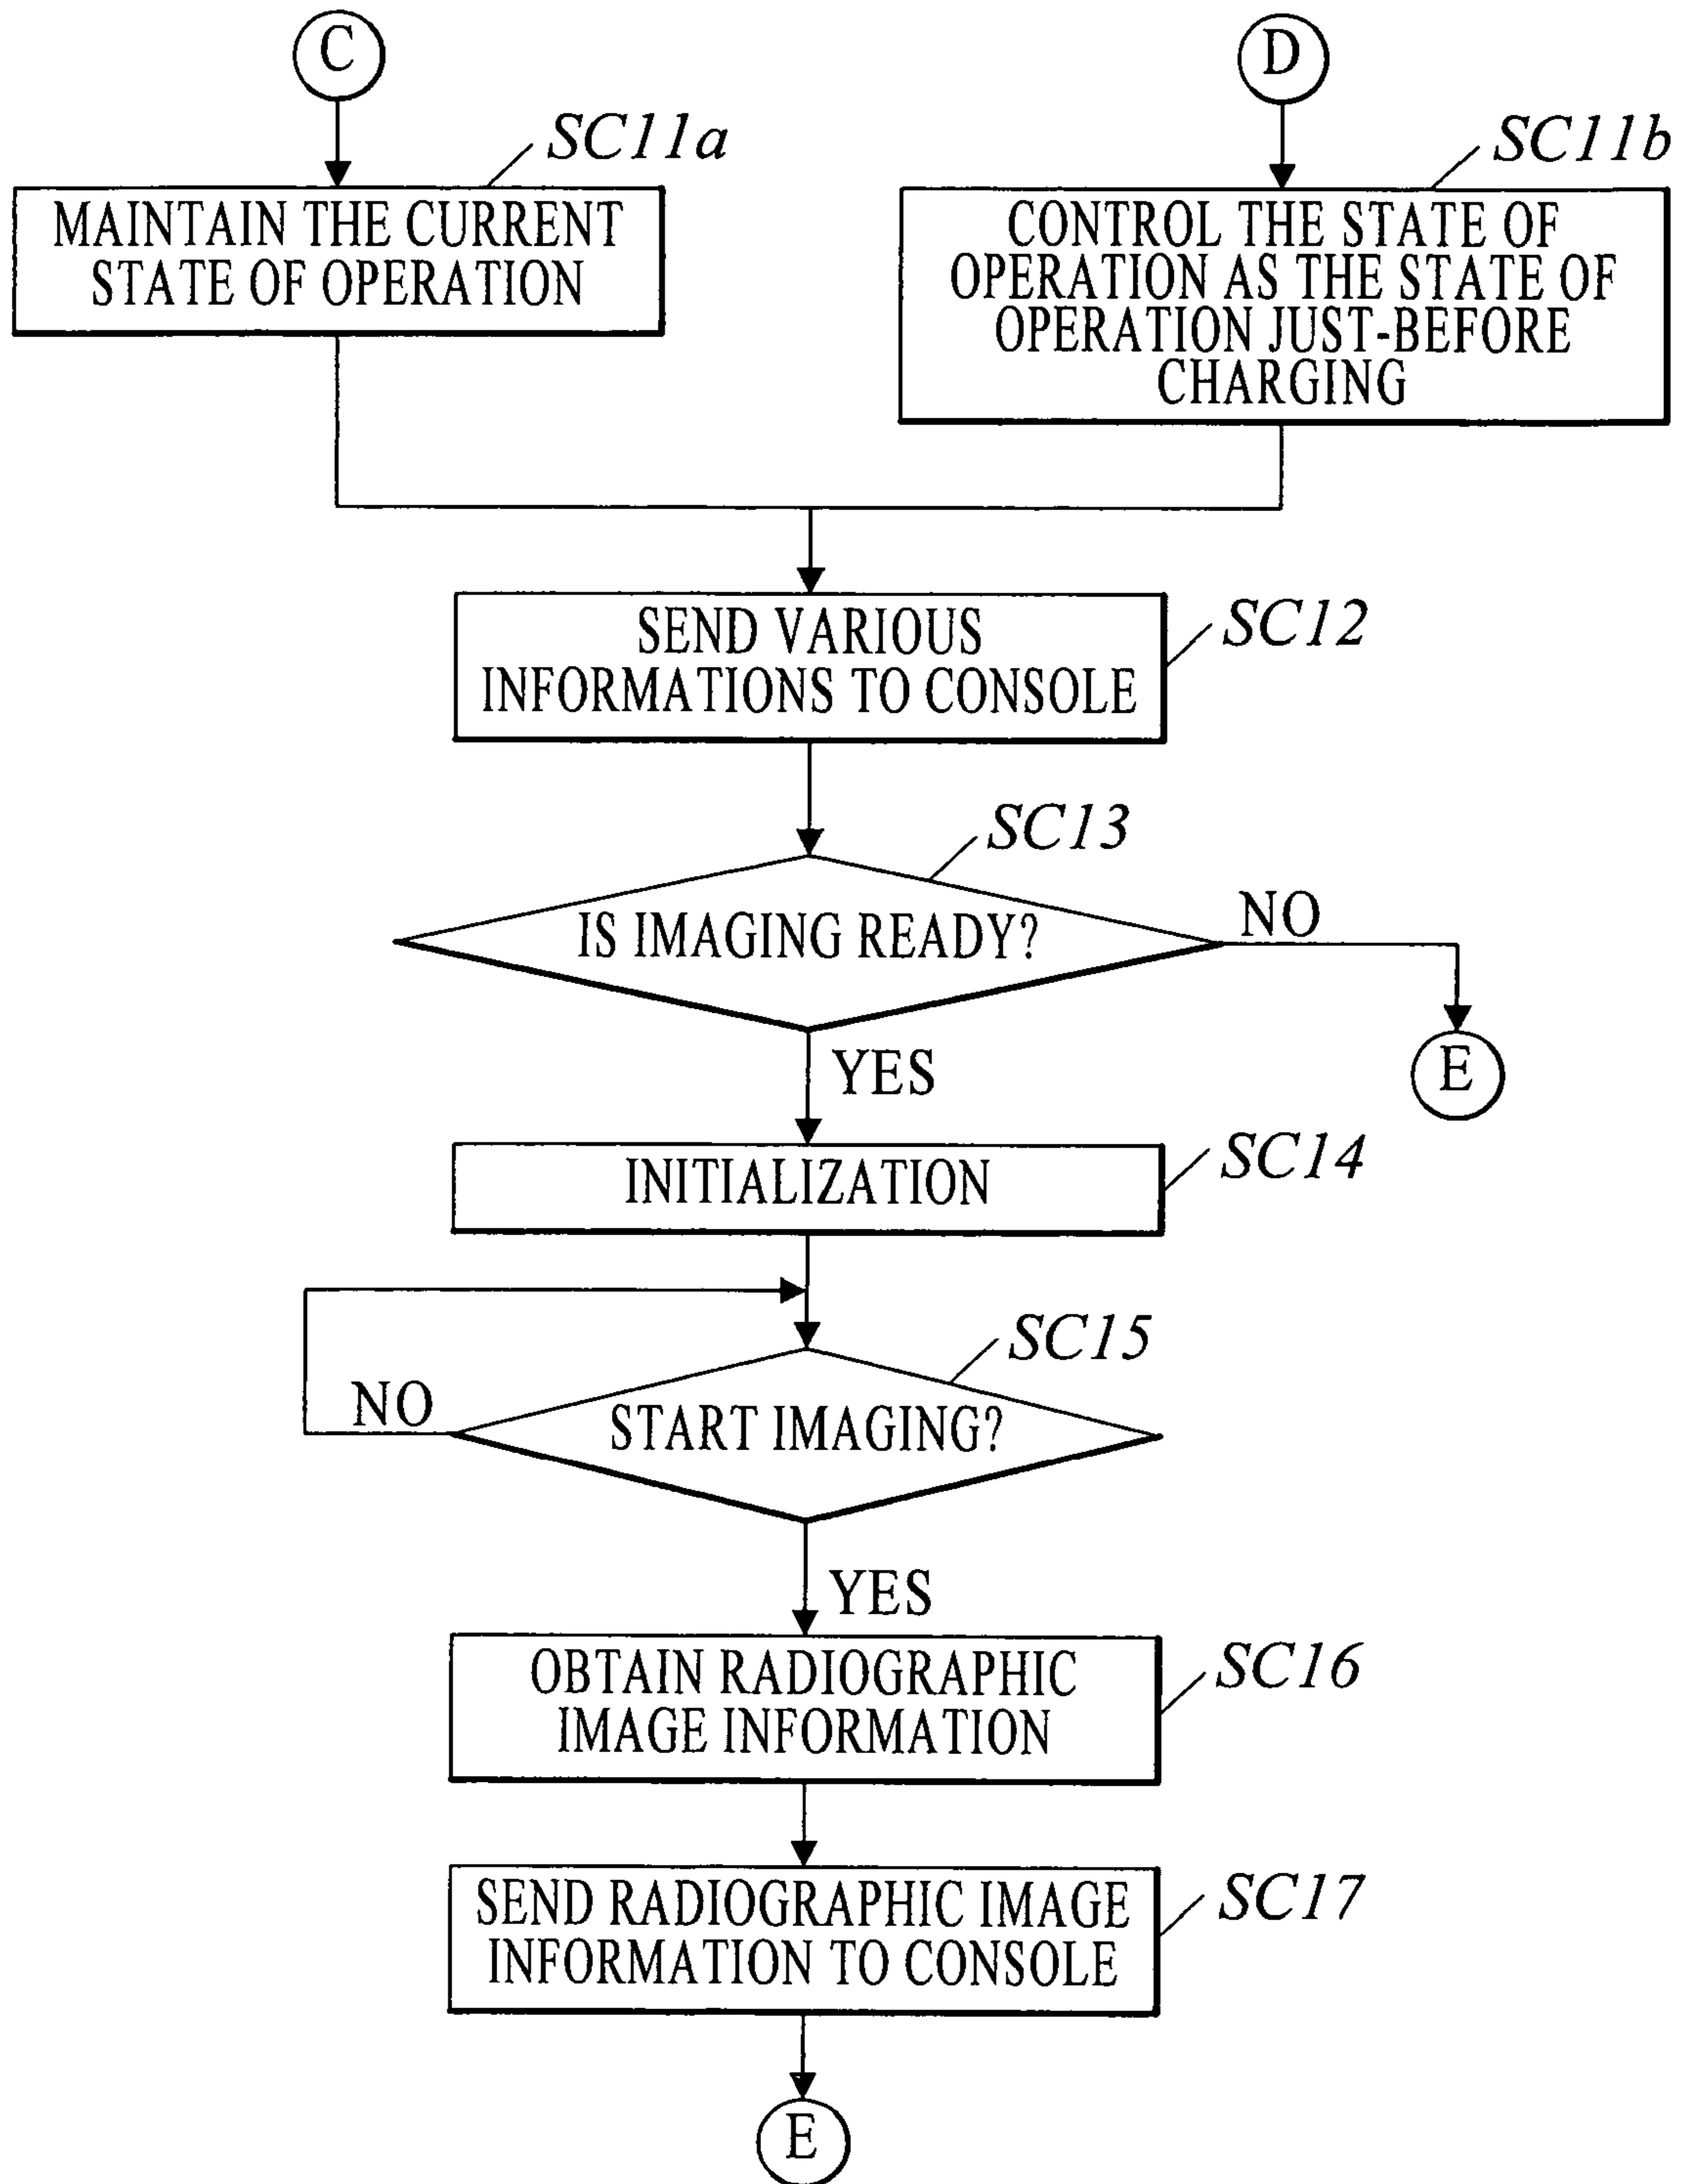 C
D
SC11a
SC11b
MAINTAIN THE CURRENT
STATE OF OPERATION
CONTROL THE STATE OF
OPERATION AS THE STATE OF
OPERATION JUST-BEFORE
CHARGING
SC12
SEND VARIOUS
INFORMATIONS TO CONSOLE
SC13
IS IMAGING READY?
NO
E
YES
SC14
INITIALIZATION
SC15
NO
START IMAGING?
YES
SC16
OBTAIN RADIOGRAPHIC
IMAGE INFORMATION
SC17
SEND RADIOGRAPHIC IMAGE
INFORMATION TO CONSOLE
E